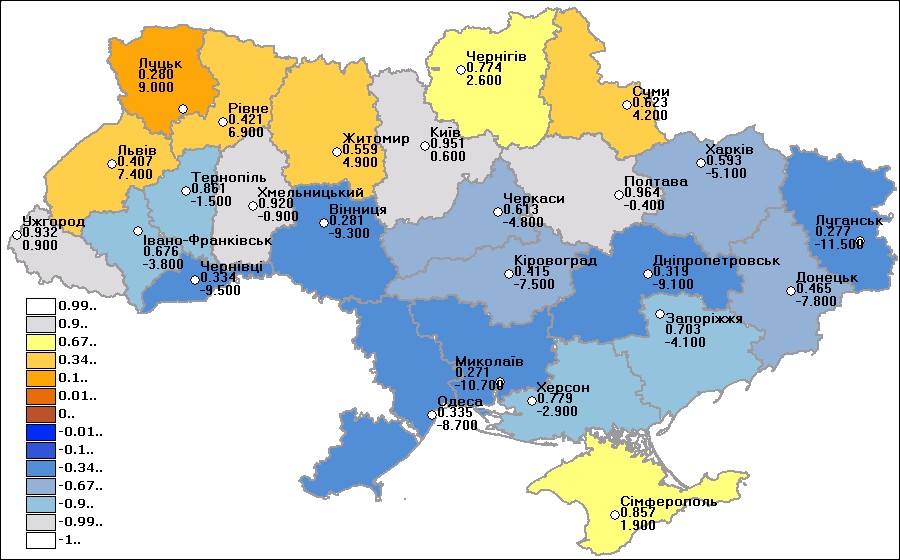 Луцьк
0.280
9.000
Рівне
0.421
6.900
Житомир
0.559
4.900
Київ
0.951
0.600
Чернігів
0.774
2.600
Суми
0.623
4.200
Львів
0.407
7.400
Тернопіль
0.861
-1.500
Хмельницький
0.920
-0.900
Вінниця
0.281
-9.300
Черкаси
0.613
-4.800
Полтава
0.964
-0.400
Харків
0.593
-5.100
Луганськ
0.277
-11.500
Ужгород
0.932
0.900
Івано-Франківськ
0.676
-3.800
Чернівці
0.334
-9.500
Кіровоград
0.415
-7.500
Дніпропетровськ
0.319
-9.100
Донецьк
0.465
-7.800
Запоріжжя
0.703
-4.100
Миколаїв
0.271
-10.700
Одеса
0.335
-8.700
Херсон
0.779
-2.900
Сімферополь
0.857
1.900
0.99..
0.9..
0.67..
0.34..
0.1..
0.01..
0..
-0.01..
-0.1..
-0.34..
-0.67..
-0.9..
-0.99..
-1..